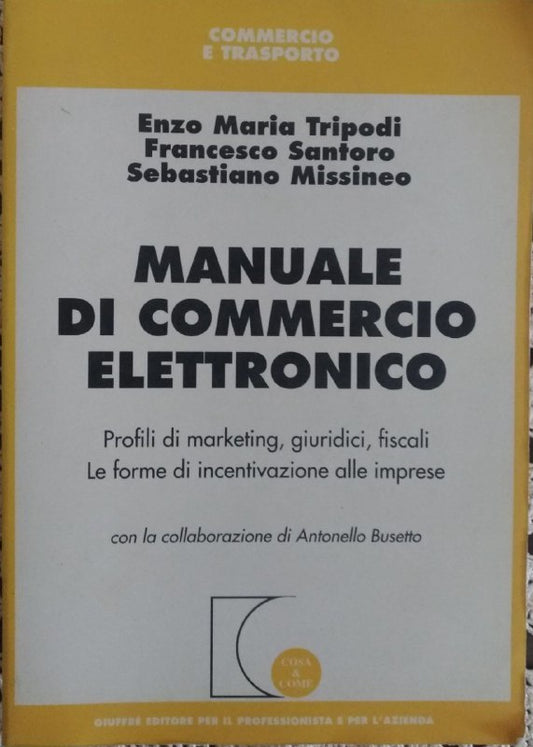 COMMERCIO
E TRASPORTO
Enzo Maria Tripodi
Francesco Santoro
Sebastiano Missineo
MANUALE
DI COMMERCIO
ELETTRONICO
Profili di marketing, giuridici, fiscali
Le forme di incentivazione alle imprese
con la collaborazione di Antonello Busetto
COSA
&
COME
GIUFFRÉ EDITORE PER IL PROFESSIONISTA E PER L'AZIENDA